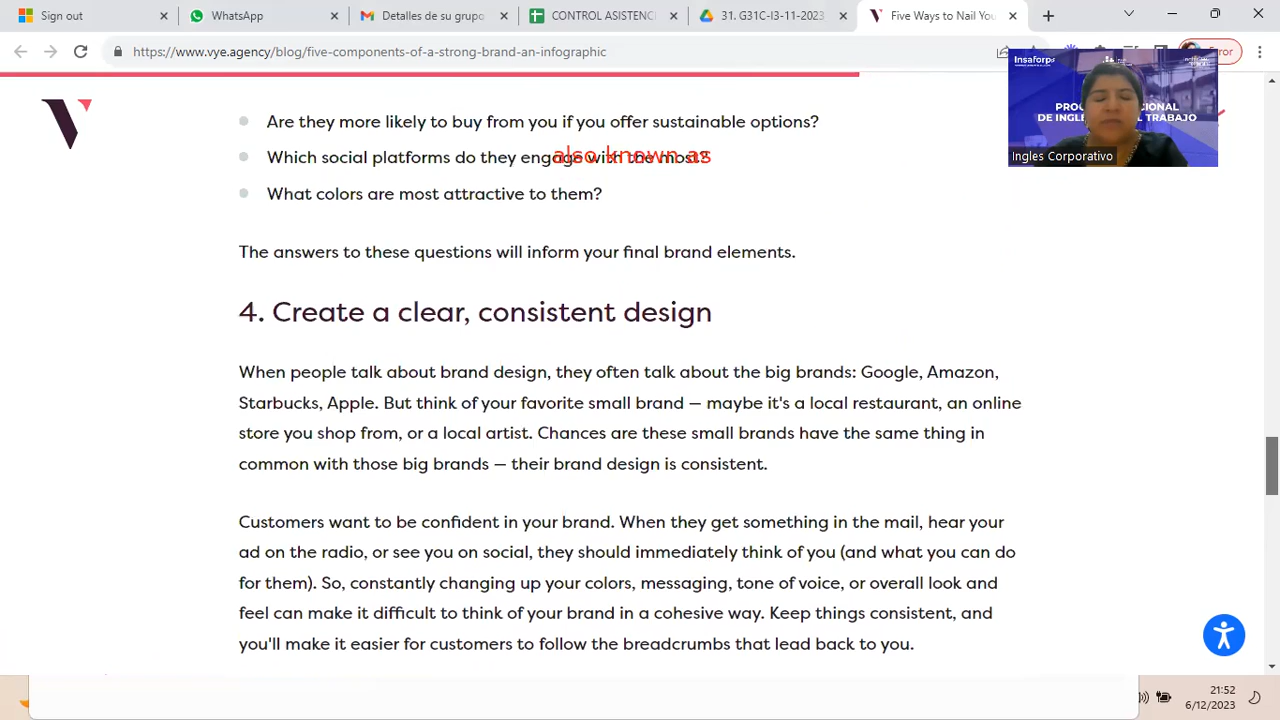 Sign out
WhatsApp
Detalles de su grupo
CONTROL ASISTENCI
31. G31C-I3-11-2023
Five Ways to Nail You
https://www.vye.agency/blog/five-components-of-a-strong-brand-an-infographic
Error
Insaforp
DE INGLE
TRABAJO
Ingles Corporativo
Are they more likely to buy from you if you offer sustainable options?
Which social platforms do they engage with the most?
also known as
What colors are most attractive to them?
The answers to these questions will inform your final brand elements.
4. Create a clear, consistent design
When people talk about brand design, they often talk about the big brands: Google, Amazon,
Starbucks, Apple. But think of your favorite small brand — maybe it's a local restaurant, an online
store you shop from, or a local artist. Chances are these small brands have the same thing in
common with those big brands — their brand design is consistent.
Customers want to be confident in your brand. When they get something in the mail, hear your
ad on the radio, or see you on social, they should immediately think of you (and what you can do
for them). So, constantly changing up your colors, messaging, tone of voice, or overall look and
feel can make it difficult to think of your brand in a cohesive way. Keep things consistent, and
you'll make it easier for customers to follow the breadcrumbs that lead back to you.
21:52
6/12/2023